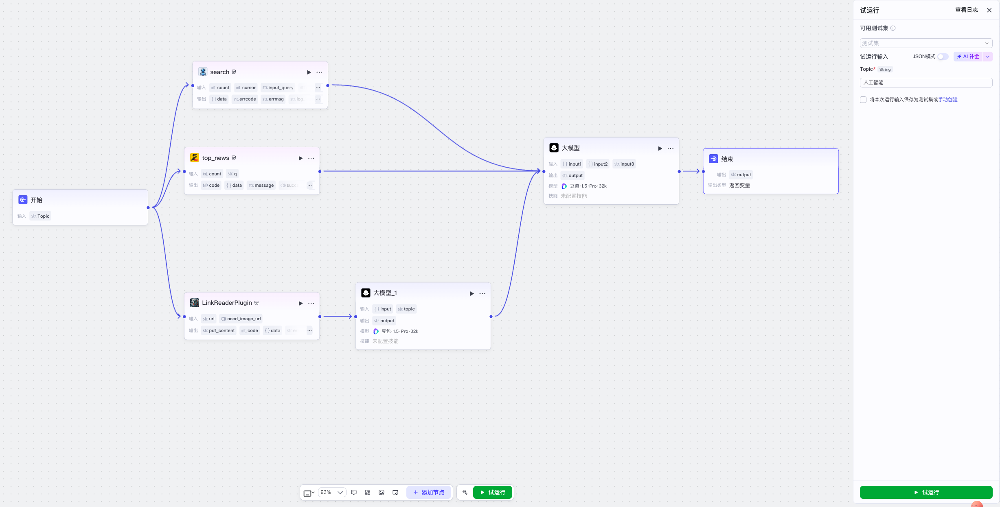 search
输入 int. count int. cursor str. input_query str. ···
输出 { } data int. errcode str. errmsg str. log_ ···
top_news
输入 int. count str. q
输出 № code { } data str. message succ ···
开始
输入 str. Topic
LinkReaderPlugin
输入 str. url need_image_url
输出 str. pdf_content int. code { } data str. err ···
大模型_1
输入 { } input str. topic
输出 str. output
模型 豆包·1.5·Pro·32k
技能 未配置技能
大模型
输入 { } input1 { } input2 str. input3
输出 str. output
模型 豆包·1.5·Pro·32k
技能 未配置技能
结束
输出 str. output
输出类型 返回变量
93%
+ 添加节点
试运行
试运行 查看日志
可用测试集
测试集
试运行输入 JSON模式 AI 补全
Topic* String
人工智能
将本次运行输入保存为测试集或手动创建
试运行